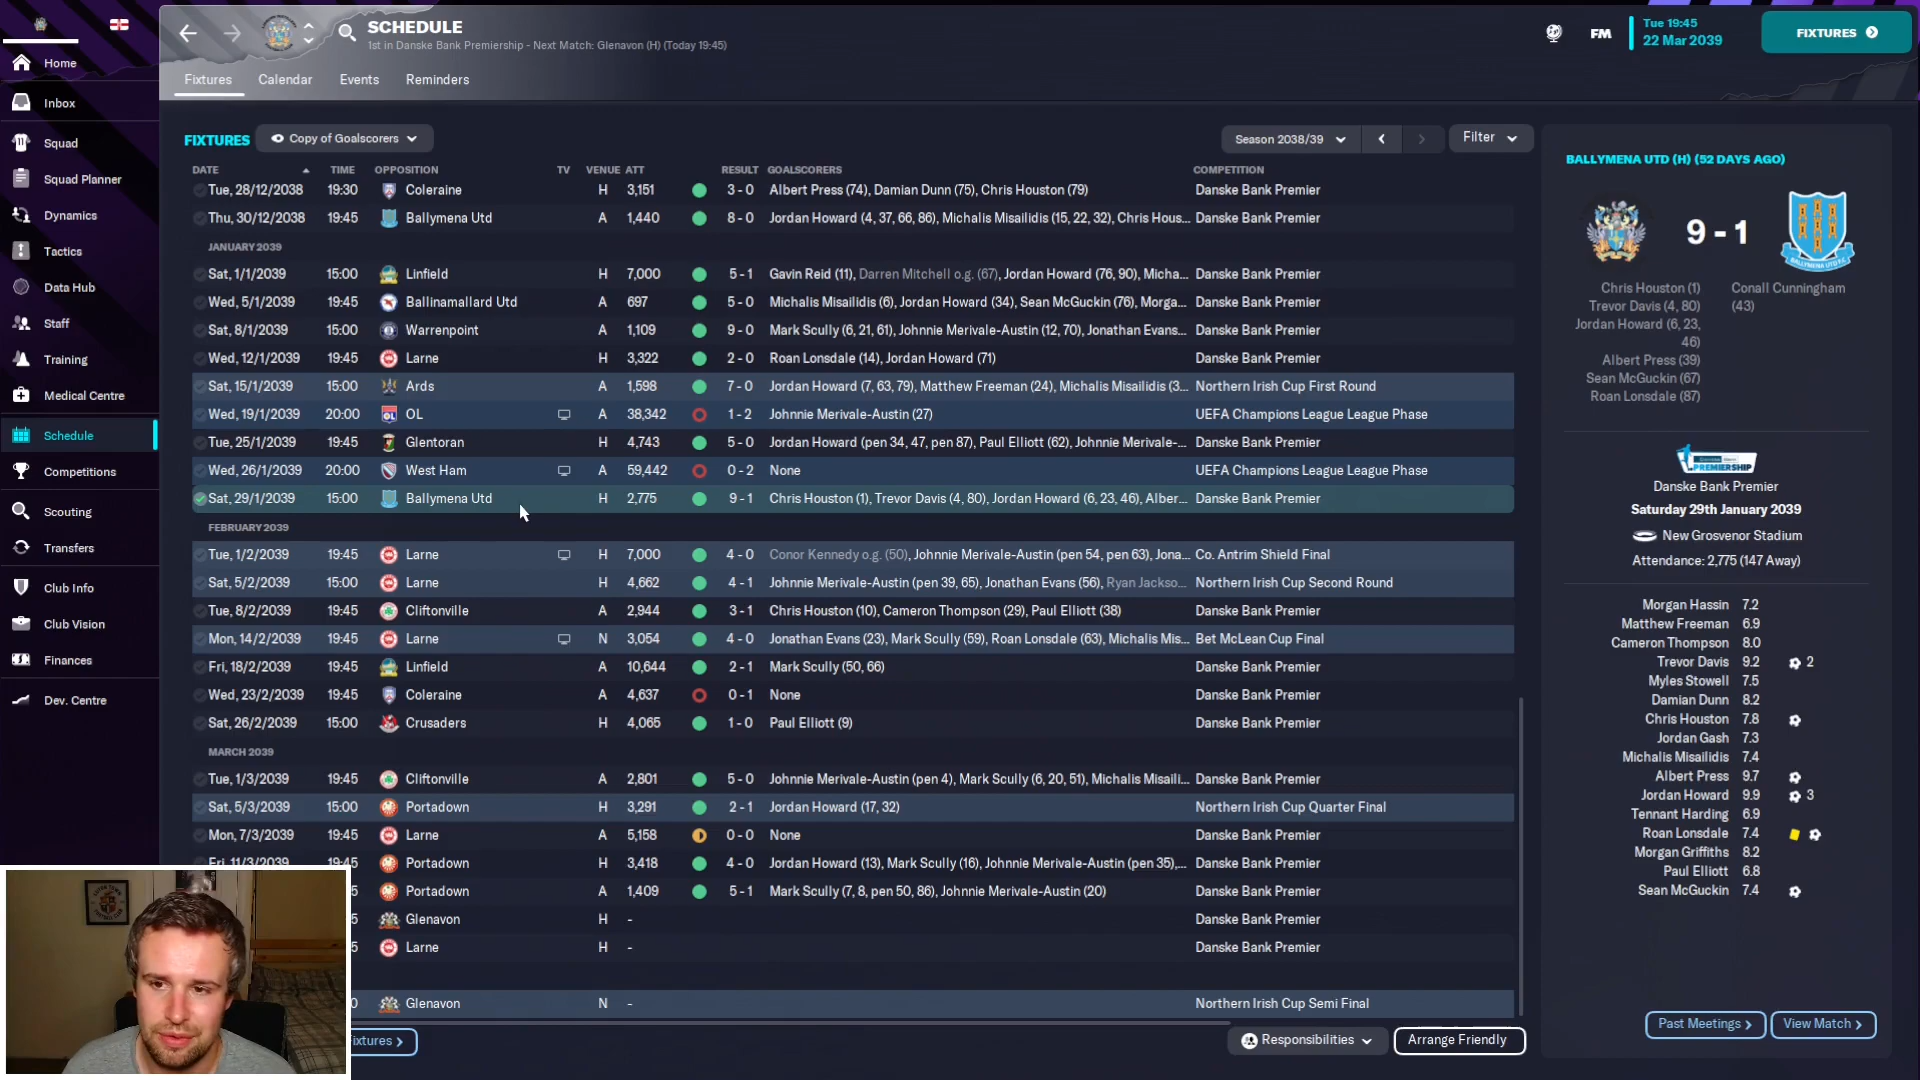 SCHEDULE
1st in Danske Bank Premiership - Next Match: Glenavon (H) (Today 19:45)
FM
Tue 19:45
22 Mar 2039
FIXTURES
Home
Inbox
Squad
Squad Planner
Dynamics
Tactics
Data Hub
Staff
Training
Medical Centre
Schedule
Competitions
Scouting
Transfers
Club Info
Club Vision
Finances
Dev. Centre
Fixtures Calendar Events Reminders
FIXTURES Copy of Goalscorers Season 2038/39 Filter
DATE TIME OPPOSITION TV VENUE ATT RESULT GOALSCORERS COMPETITION
Tue, 28/12/2038 19:30 Coleraine H 3,151 3 - 0 Albert Press (74), Damian Dunn (75), Chris Houston (79) Danske Bank Premier
Thu, 30/12/2038 19:45 Ballymena Utd A 1,440 8 - 0 Jordan Howard (4, 37, 66, 86), Michalis Misailidis (15, 22, 32), Chris Hous... Danske Bank Premier
JANUARY 2039
Sat, 1/1/2039 15:00 Linfield H 7,000 5 - 1 Gavin Reid (11), Darren Mitchell o.g. (67), Jordan Howard (76, 90), Micha... Danske Bank Premier
Wed, 5/1/2039 19:45 Ballinamallard Utd A 697 5 - 0 Michalis Misailidis (6), Jordan Howard (34), Sean McGuckin (76), Morga... Danske Bank Premier
Sat, 8/1/2039 15:00 Warrenpoint A 1,109 9 - 0 Mark Scully (6, 21, 61), Johnnie Merivale-Austin (12, 70), Jonathan Evans... Danske Bank Premier
Wed, 12/1/2039 19:45 Larne H 3,322 2 - 0 Roan Lonsdale (14), Jordan Howard (71) Danske Bank Premier
Sat, 15/1/2039 15:00 Ards A 1,598 7 - 0 Jordan Howard (7, 63, 79), Matthew Freeman (24), Michalis Misailidis (3... Northern Irish Cup First Round
Wed, 19/1/2039 20:00 OL A 38,342 1 - 2 Johnnie Merivale-Austin (27) UEFA Champions League League Phase
Tue, 25/1/2039 19:45 Glentoran H 4,743 5 - 0 Jordan Howard (pen 34, 47, pen 87), Paul Elliott (62), Johnnie Merivale-... Danske Bank Premier
Wed, 26/1/2039 20:00 West Ham A 59,442 0 - 2 None UEFA Champions League League Phase
Sat, 29/1/2039 15:00 Ballymena Utd H 2,775 9 - 1 Chris Houston (1), Trevor Davis (4, 80), Jordan Howard (6, 23, 46), Alber... Danske Bank Premier
FEBRUARY 2039
Tue, 1/2/2039 19:45 Larne H 7,000 4 - 0 Conor Kennedy o.g. (50), Johnnie Merivale-Austin (pen 54, pen 63), Jona... Co. Antrim Shield Final
Sat, 5/2/2039 15:00 Larne H 4,662 4 - 1 Johnnie Merivale-Austin (pen 39, 65), Jonathan Evans (56), Ryan Jackso... Northern Irish Cup Second Round
Tue, 8/2/2039 19:45 Cliftonville A 2,944 3 - 1 Chris Houston (10), Cameron Thompson (29), Paul Elliott (38) Danske Bank Premier
Mon, 14/2/2039 19:45 Larne N 3,054 4 - 0 Jonathan Evans (23), Mark Scully (59), Roan Lonsdale (63), Michalis Mis... Bet McLean Cup Final
Fri, 18/2/2039 19:45 Linfield A 10,644 2 - 1 Mark Scully (50, 66) Danske Bank Premier
Wed, 23/2/2039 19:45 Coleraine A 4,637 0 - 1 None Danske Bank Premier
Sat, 26/2/2039 15:00 Crusaders H 4,065 1 - 0 Paul Elliott (9) Danske Bank Premier
MARCH 2039
Tue, 1/3/2039 19:45 Cliftonville A 2,801 5 - 0 Johnnie Merivale-Austin (pen 4), Mark Scully (6, 20, 51), Michalis Misaili... Danske Bank Premier
Sat, 5/3/2039 15:00 Portadown H 3,291 2 - 1 Jordan Howard (17, 32) Northern Irish Cup Quarter Final
Mon, 7/3/2039 19:45 Larne A 5,158 0 - 0 None Danske Bank Premier
Fri, 11/3/2039 19:45 Portadown H 3,418 4 - 0 Jordan Howard (13), Mark Scully (16), Johnnie Merivale-Austin (pen 35),... Danske Bank Premier
5 Portadown A 1,409 5 - 1 Mark Scully (7, 8, pen 50, 86), Johnnie Merivale-Austin (20) Danske Bank Premier
5 Glenavon H - Danske Bank Premier
5 Larne H - Danske Bank Premier
0 Glenavon N - Northern Irish Cup Semi Final
Fixtures Responsibilities Arrange Friendly
BALLYMENA UTD (H) (52 DAYS AGO)
9 - 1
BALLYMENA UTD F.C.
Chris Houston (1)
Trevor Davis (4, 80)
Jordan Howard (6, 23,
46)
Albert Press (39)
Sean McGuckin (67)
Roan Lonsdale (87)
Conall Cunningham
(43)
PREMIERSHIP
Danske Bank Premier
Saturday 29th January 2039
New Grosvenor Stadium
Attendance: 2,775 (147 Away)
Morgan Hassin 7.2
Matthew Freeman 6.9
Cameron Thompson 8.0
Trevor Davis 9.2 2
Myles Stowell 7.5
Damian Dunn 8.2
Chris Houston 7.8
Jordan Gash 7.3
Michalis Misailidis 7.4
Albert Press 9.7
Jordan Howard 9.9 3
Tennant Harding 6.9
Roan Lonsdale 7.4
Morgan Griffiths 8.2
Paul Elliott 6.8
Sean McGuckin 7.4
Past Meetings View Match